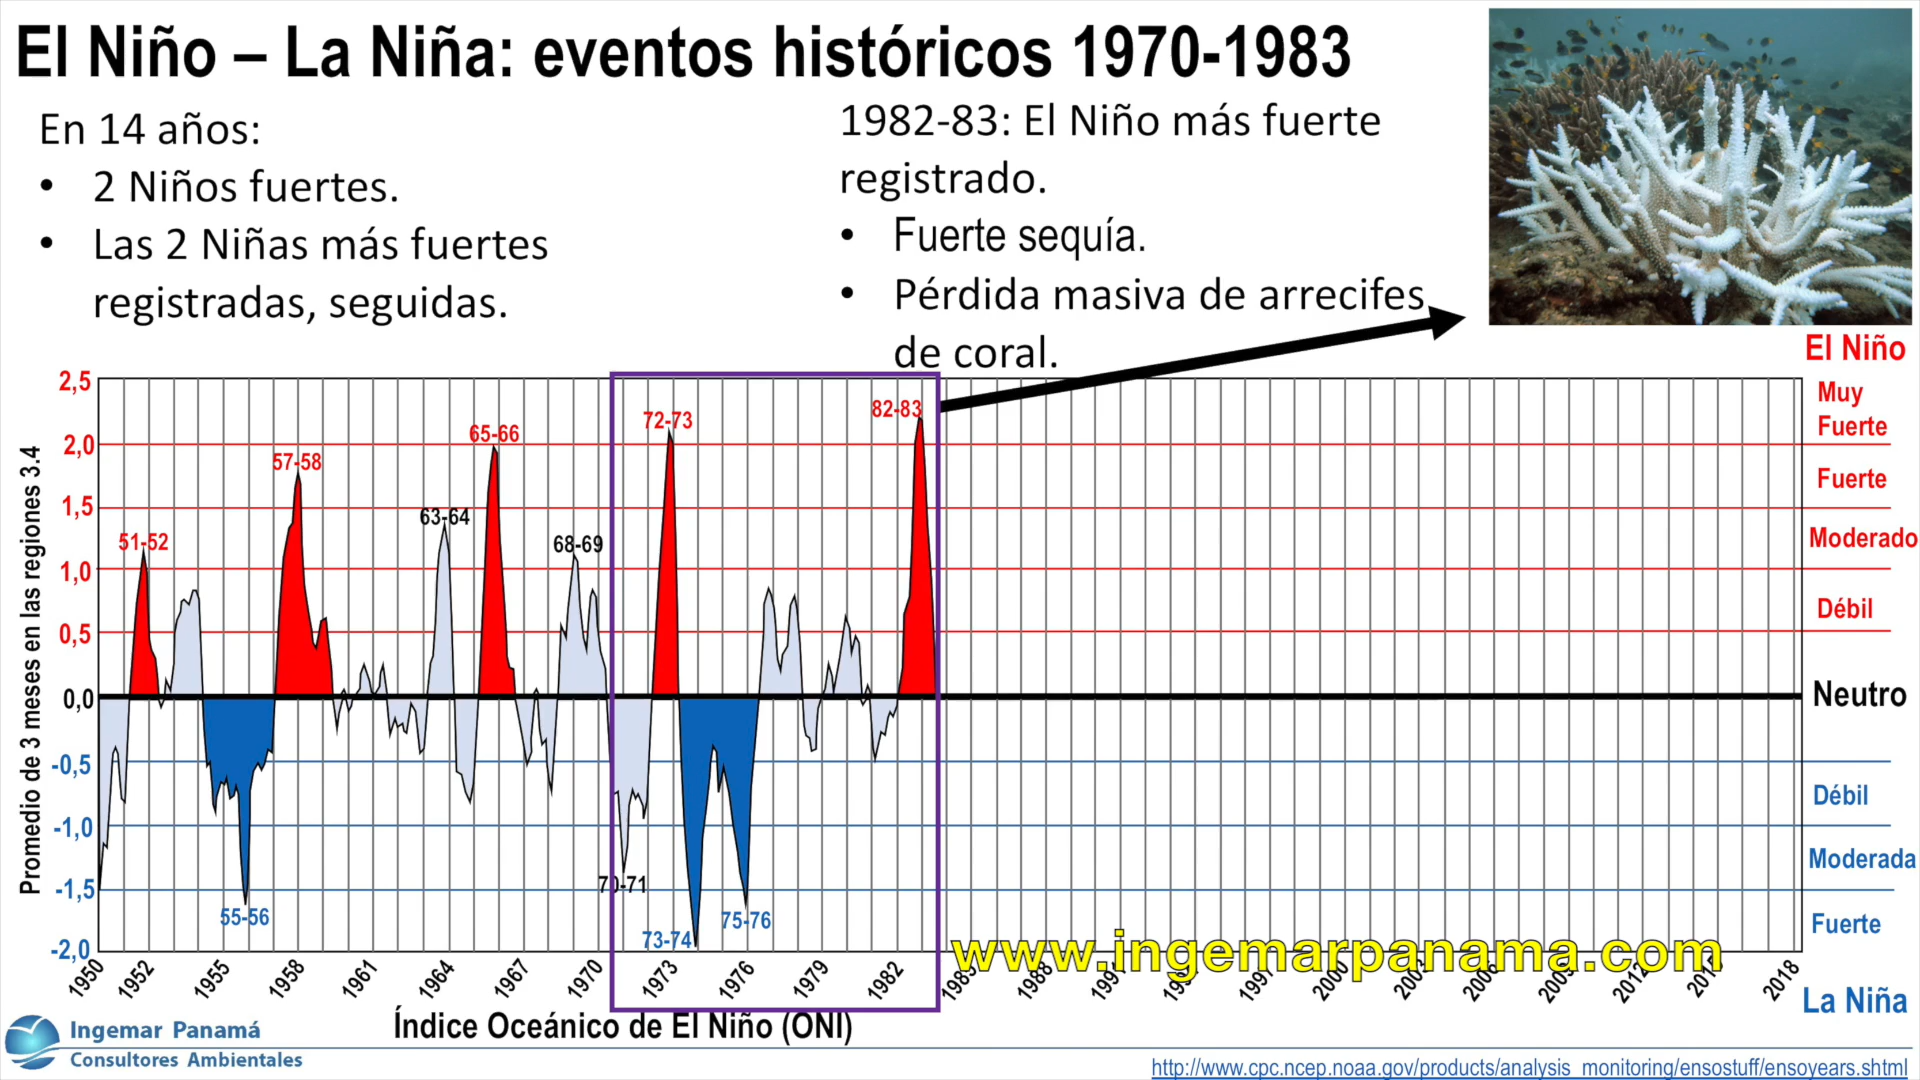 El Niño – La Niña: eventos históricos 1970-1983
En 14 años:
• 2 Niños fuertes.
• Las 2 Niñas más fuertes
registradas, seguidas.
1982-83: El Niño más fuerte
registrado.
• Fuerte sequía.
• Pérdida masiva de arrecifes
de coral.
El Niño
Muy
Fuerte
Fuerte
Moderado
Débil
Neutro
Débil
Moderada
Fuerte
La Niña
Promedio de 3 meses en las regiones 3.4
2,5
2,0
1,5
1,0
0,5
0,0
-0,5
-1,0
-1,5
-2,0
51-52
57-58
63-64
65-66
68-69
72-73
82-83
55-56
70-71
73-74
75-76
1950 1952 1955 1958 1961 1964 1967 1970 1973 1976 1979 1982 1985 1988 1997 2018
www.ingemarpanama.com
Índice Oceánico de El Niño (ONI)
Ingemar Panamá
Consultores Ambientales
http://www.cpc.ncep.noaa.gov/products/analysis_monitoring/ensostuff/ensoyears.shtml